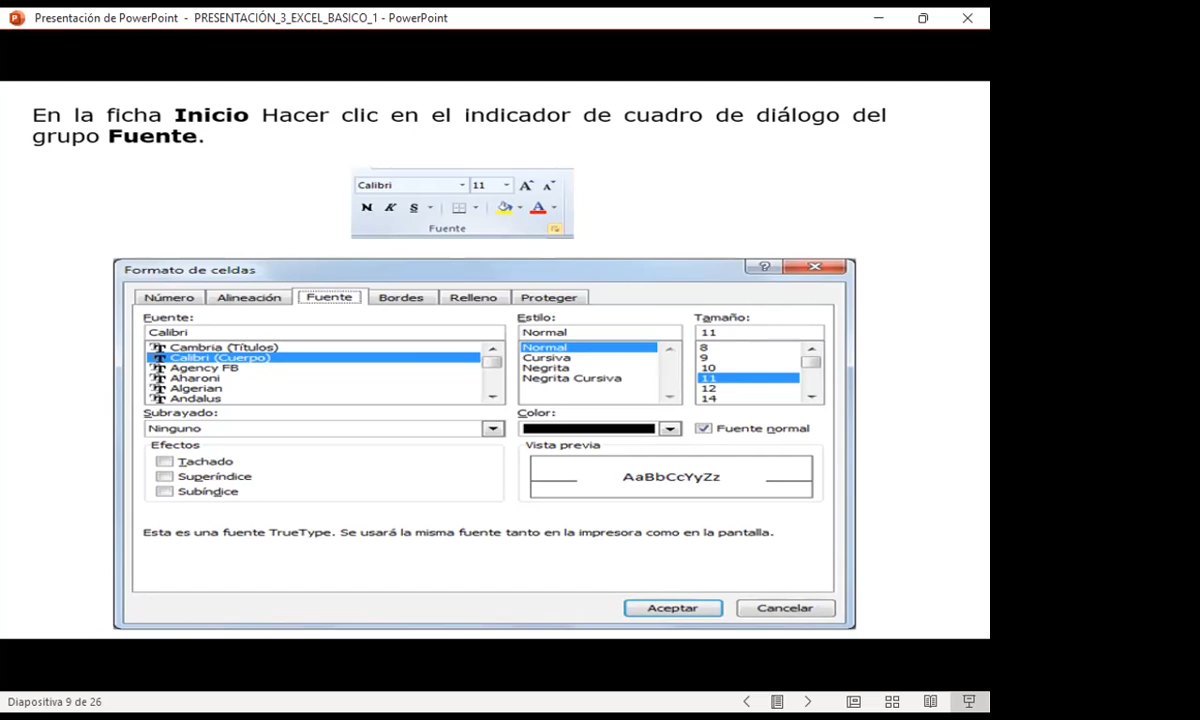 Presentación de PowerPoint - PRESENTACIÓN_3_EXCEL_BASICO_1 - PowerPoint
En la ficha Inicio Hacer clic en el indicador de cuadro de diálogo del
grupo Fuente.
Calibri 11 A A
N K S A
Fuente
Formato de celdas
Número Alineación Fuente Bordes Relleno Proteger
Fuente: Estilo: Tamaño:
Calibri Normal 11
Cambria (Títulos) Normal 8
Calibri (Cuerpo) Cursiva 9
Agency FB Negrita 10
Aharoni Negrita Cursiva 11
Algerian 12
Andalus 14
Subrayado: Color:
Ninguno Fuente normal
Efectos Vista previa
Tachado
Superíndice AaBbCcYyZz
Subíndice
Esta es una fuente TrueType. Se usará la misma fuente tanto en la impresora como en la pantalla.
Aceptar Cancelar
Diapositiva 9 de 26